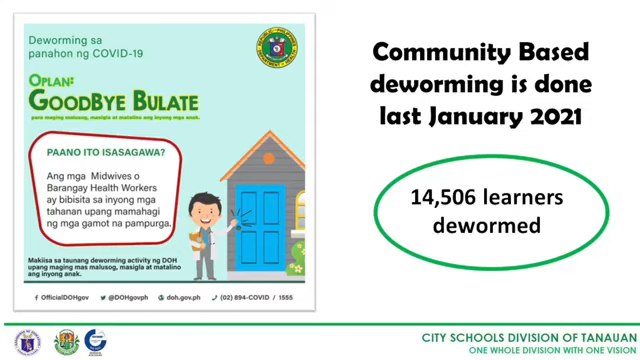 Deworming sa
panahon ng COVID-19
OPLAN:
GOODBYE BULATE
para maging malusog, masigla at matalino ang inyong mga anak.
PAANO ITO ISASAGAWA?
Ang mga Midwives o
Barangay Health Workers
ay bibisita sa inyong mga
tahanan upang mamahagi
ng mga gamot na pampurga.
Makiisa sa taunang deworming activity ng DOH
upang maging mas malusog, masigla at matalino
ang inyong anak.
OfficialDOHgov @DOHgovph doh.gov.ph (02) 894-COVID / 1555
Community Based
deworming is done
last January 2021
14,506 learners
dewormed
CITY SCHOOLS DIVISION OF TANAUAN
ONE WHOLE DIVISION WITH ONE VISION